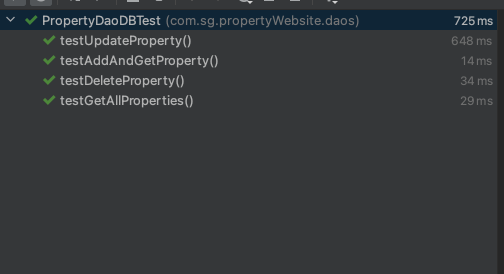 PropertyDaoDBTest (com.sg.propertyWebsite.daos) 725 ms
testUpdateProperty() 648 ms
testAddAndGetProperty() 14 ms
testDeleteProperty() 34 ms
testGetAllProperties() 29 ms